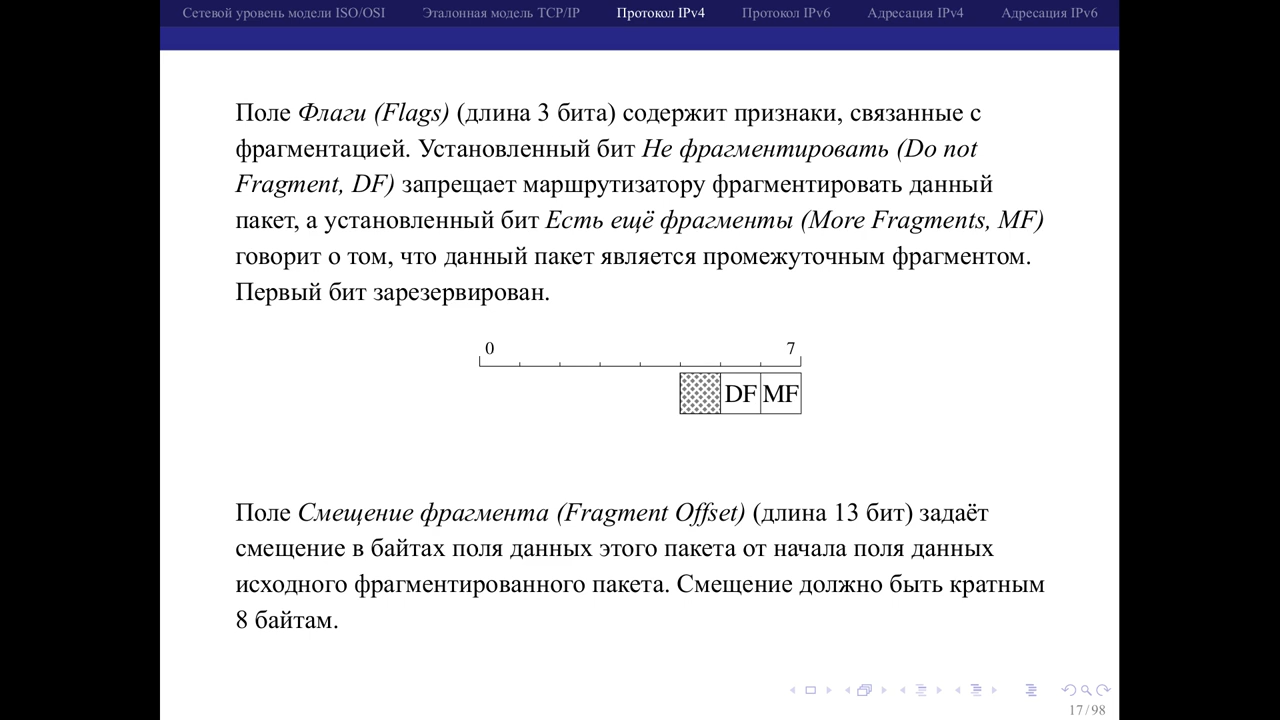 Сетевой уровень модели ISO/OSI Эталонная модель TCP/IP Протокол IPv4 Протокол IPv6 Адресация IPv4 Адресация IPv6
Поле Флаги (Flags) (длина 3 бита) содержит признаки, связанные с
фрагментацией. Установленный бит Не фрагментировать (Do not
Fragment, DF) запрещает маршрутизатору фрагментировать данный
пакет, а установленный бит Есть ещё фрагменты (More Fragments, MF)
говорит о том, что данный пакет является промежуточным фрагментом.
Первый бит зарезервирован.
0 7
DF MF
Поле Смещение фрагмента (Fragment Offset) (длина 13 бит) задаёт
смещение в байтах поля данных этого пакета от начала поля данных
исходного фрагментированного пакета. Смещение должно быть кратным
8 байтам.
17/98